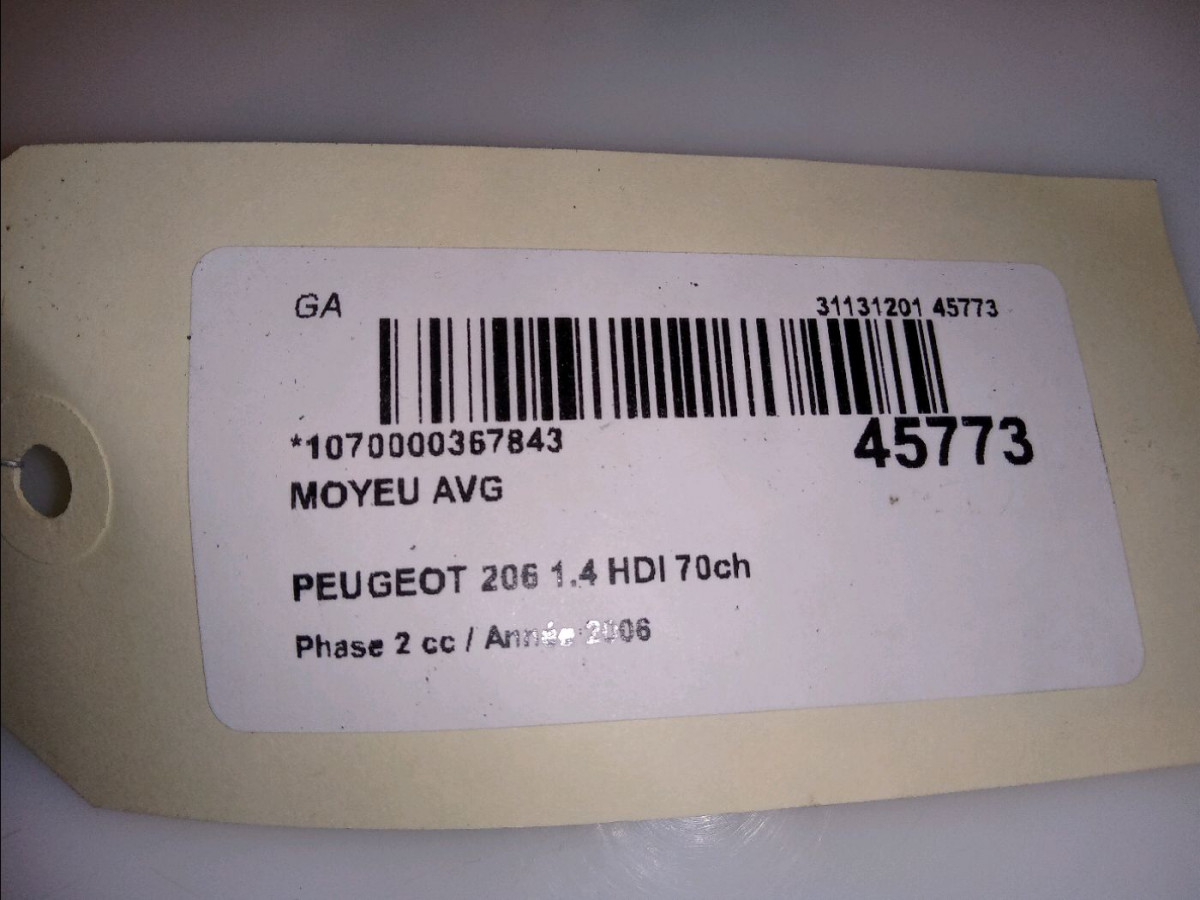 GA
31131201 45773
*1070000367843
45773
MOYEU AVG
PEUGEOT 206 1.4 HDI 70ch
Phase 2 cc / Année 2006